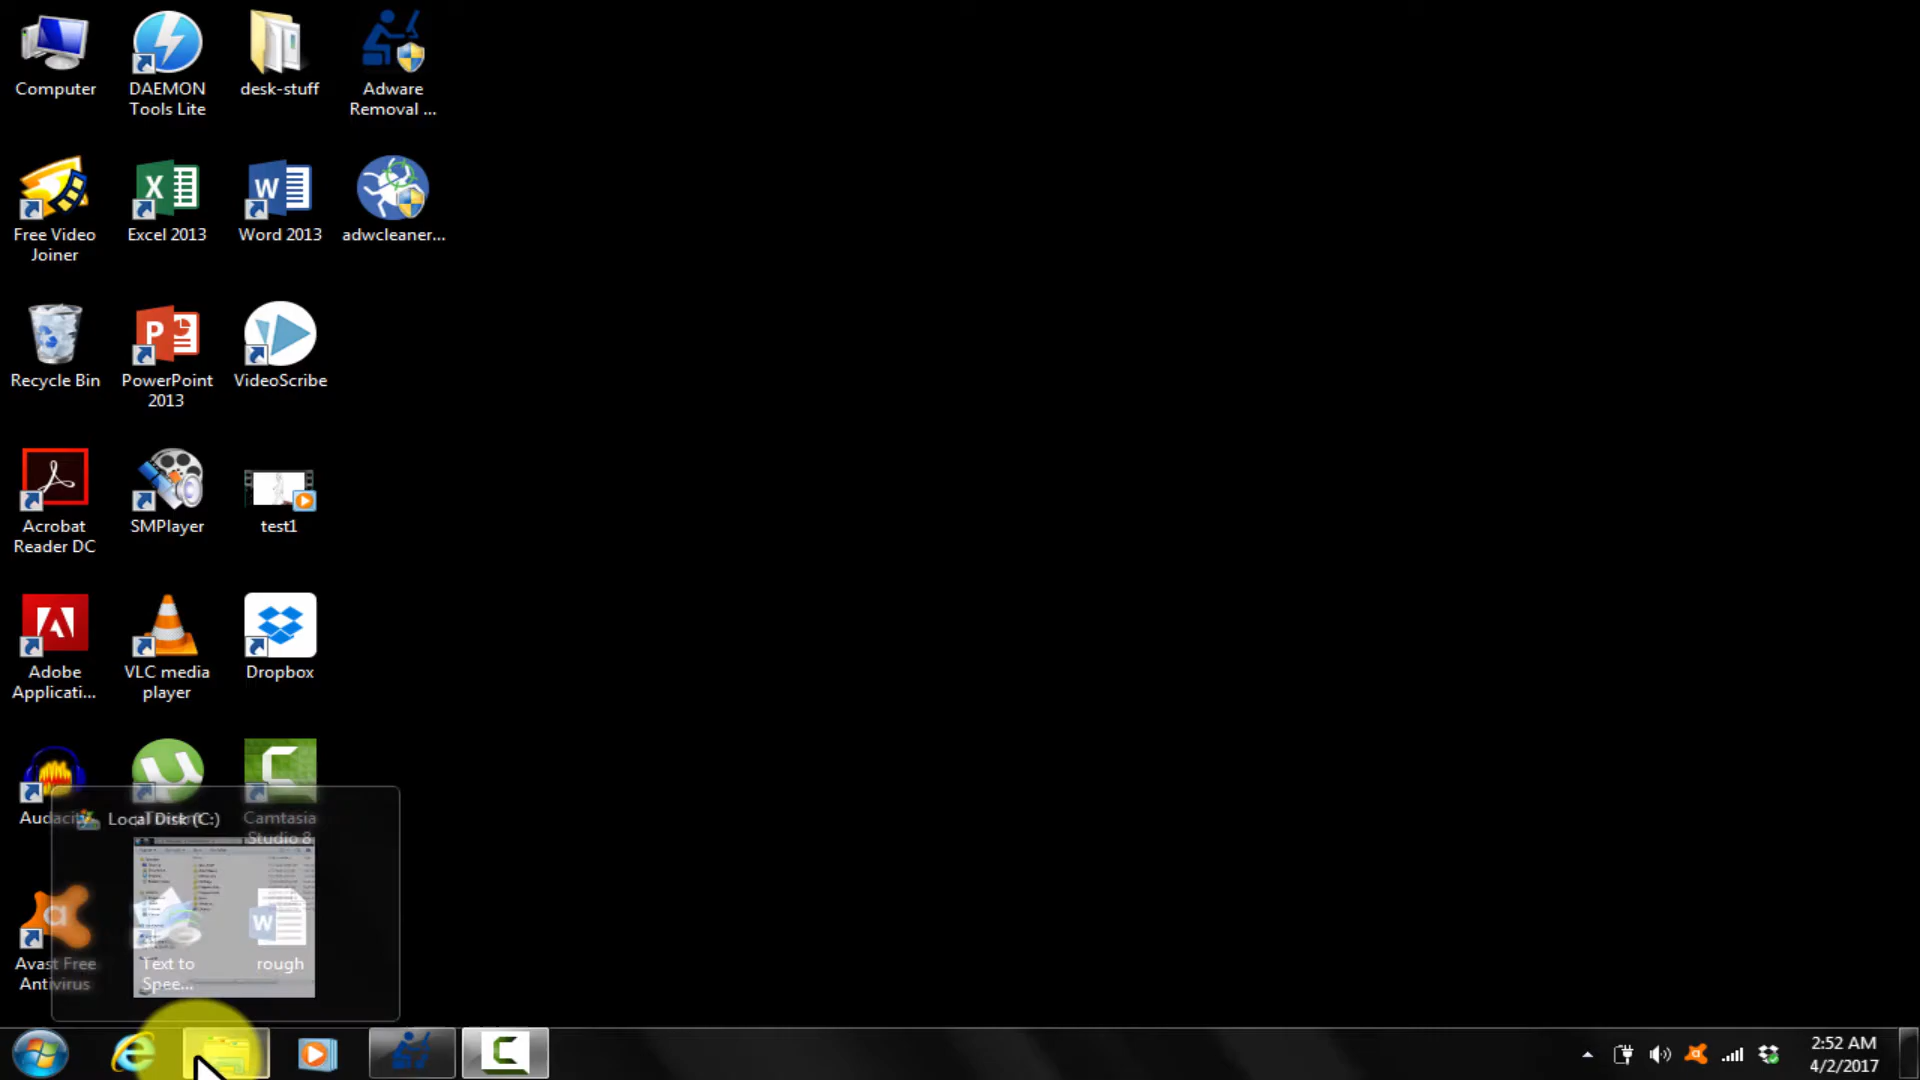 Computer
DAEMON
Tools Lite
desk-stuff
Adware
Removal ...
Free Video
Joiner
Excel 2013
Word 2013
adwcleaner...
Recycle Bin
PowerPoint
2013
VideoScribe
Acrobat
Reader DC
SMPlayer
test1
Adobe
Applicati...
VLC media
player
Dropbox
Camtasia
Studio 8
Local Disk (C:)
Avast Free
Antivirus
Text to
Spee...
rough
2:52 AM
4/2/2017